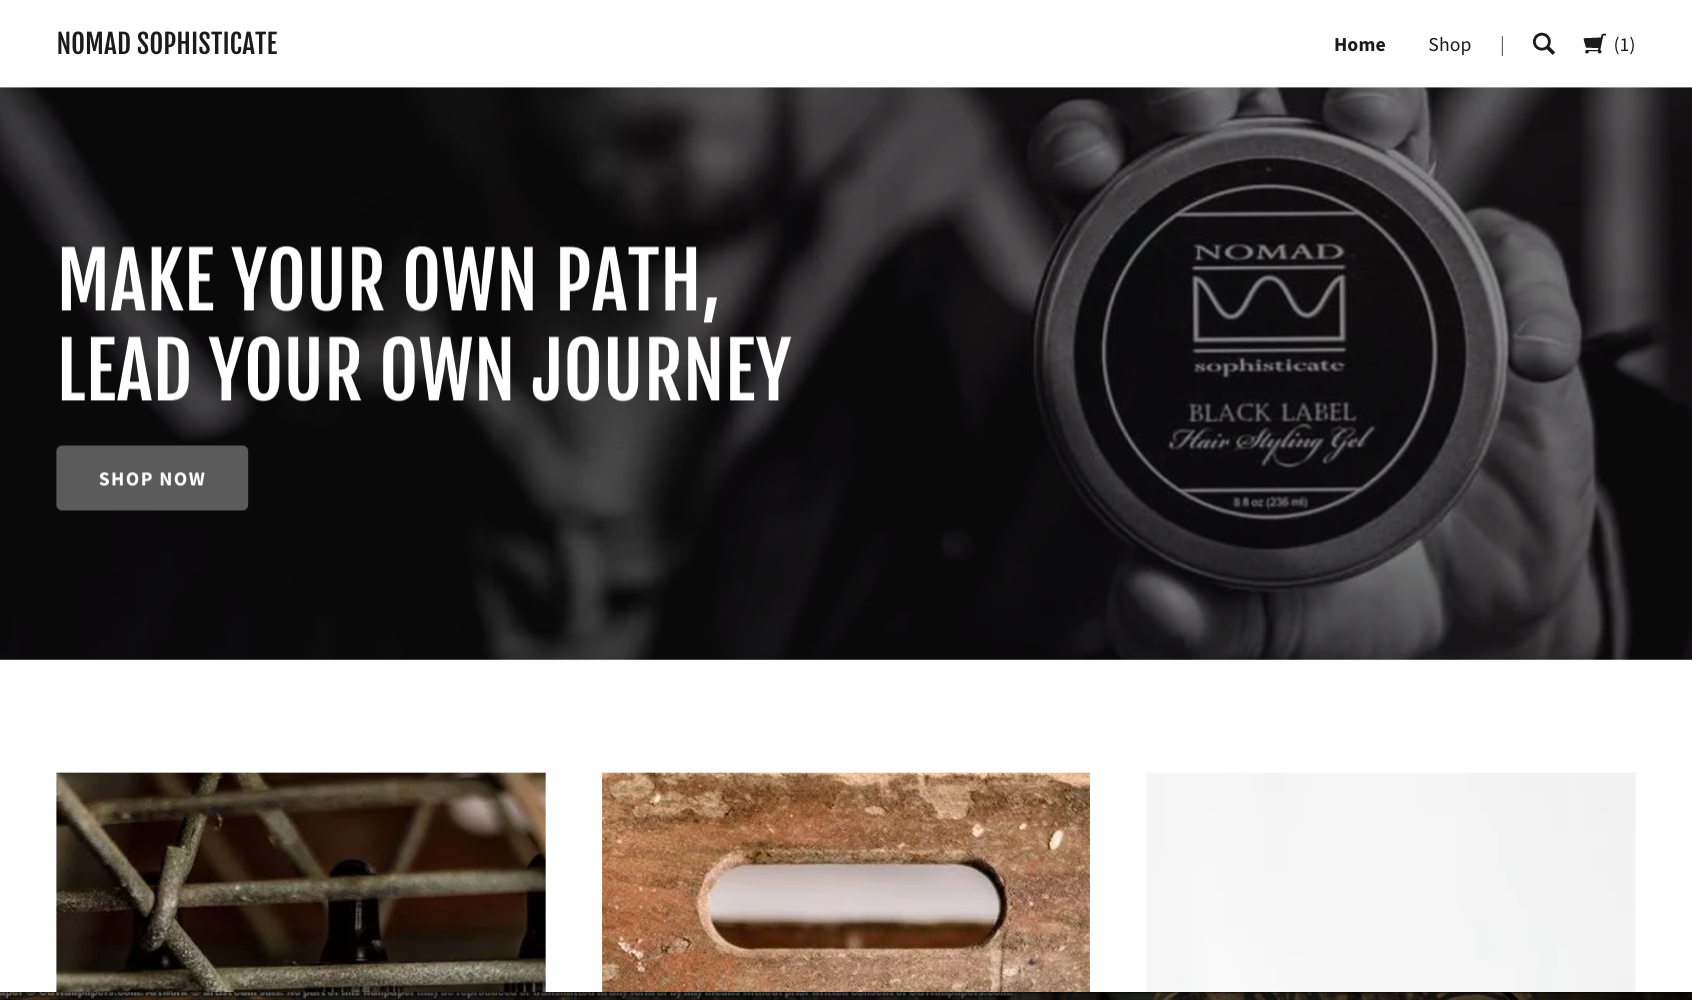 NOMAD SOPHISTICATE
Home
Shop
|
(1)
MAKE YOUR OWN PATH,
LEAD YOUR OWN JOURNEY
SHOP NOW
NOMAD
sophisticate
BLACK LABEL
Hair Styling Gel
8 fl oz (236 ml)